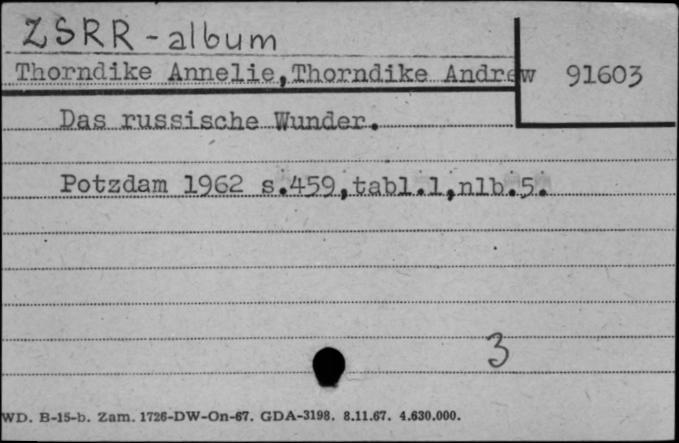 ZSRR - album
Thorndike Annelie, Thorndike Andrew 91603
Das russische Wunder.
Potzdam 1962 s.459, tabl.1, nlb.5.
3
WD. B-15-b. Zam. 1726-DW-On-67. GDA-3198. 8.11.67. 4.630.000.